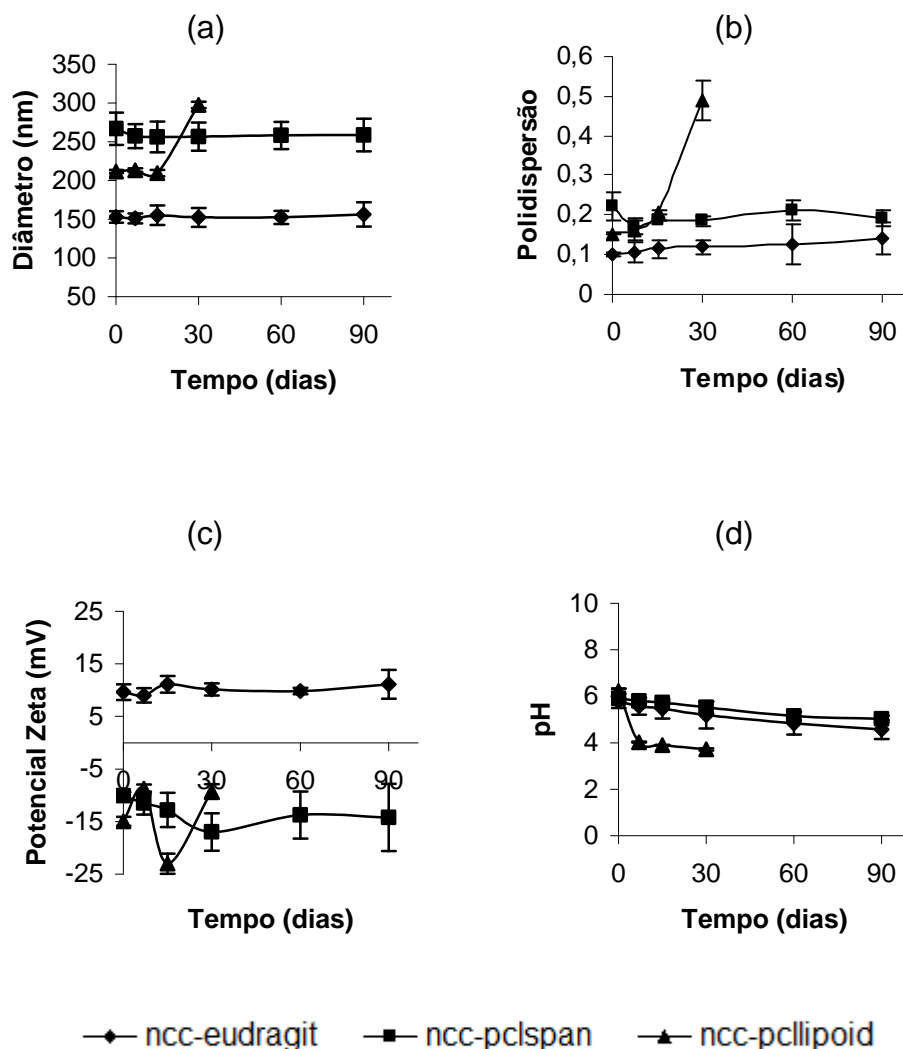 (a)
Diâmetro (nm)
350
300
250
200
150
100
50
0 30 60 90
Tempo (dias)
(b)
Polidispersão
0,6
0,5
0,4
0,3
0,2
0,1
0
0 30 60 90
Tempo (dias)
(c)
Potencial Zeta (mV)
25
15
5
-5
-15
-25
0 30 60 90
Tempo (dias)
(d)
pH
10
8
6
4
2
0
0 30 60 90
Tempo (dias)
ncc-eudragit ncc-pclspan ncc-pcllipoid